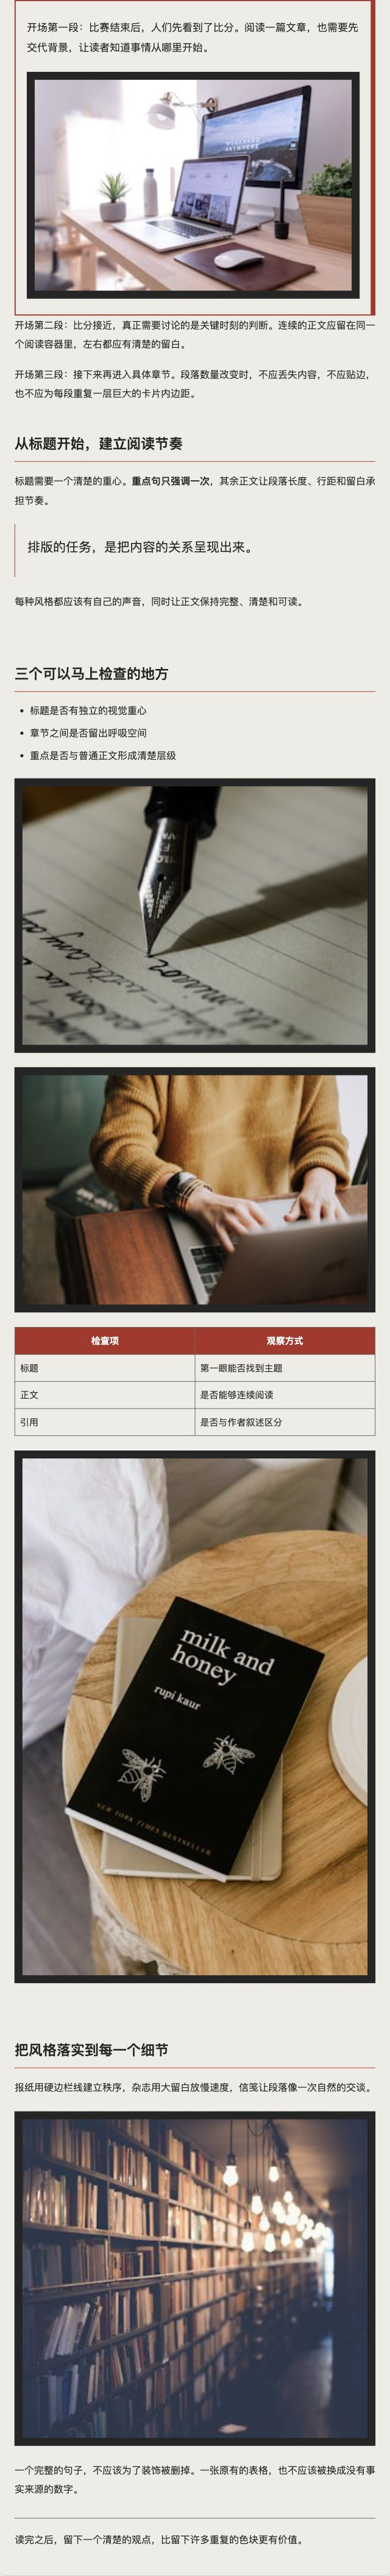 开场第一段：比赛结束后，人们先看到了比分。阅读一篇文章，也需要先
交代背景，让读者知道事情从哪里开始。
开场第二段：比分接近，真正需要讨论的是关键时刻的判断。连续的正文应留在同一
个阅读容器里，左右都应有清楚的留白。
开场第三段：接下来再进入具体章节。段落数量改变时，不应丢失内容，不应贴边，
也不应为每段重复一层巨大的卡片内边距。
从标题开始，建立阅读节奏
标题需要一个清楚的重心。重点句只强调一次，其余正文让段落长度、行距和留白承
担节奏。
排版的任务，是把内容的关系呈现出来。
每种风格都应该有自己的声音，同时让正文保持完整、清楚和可读。
三个可以马上检查的地方
• 标题是否有独立的视觉重心
• 章节之间是否留出呼吸空间
• 重点是否与普通正文形成清楚层级
检查项 观察方式
标题 第一眼能否找到主题
正文 是否能够连续阅读
引用 是否与作者叙述区分
milk and
honey
rupi kaur
NEW YORK TIMES BESTSELLER
把风格落实到每一个细节
报纸用硬边栏线建立秩序，杂志用大留白放慢速度，信笺让段落像一次自然的交谈。
一个完整的句子，不应该为了装饰被删掉。一张原有的表格，也不应该被换成没有事
实来源的数字。
读完之后，留下一个清楚的观点，比留下许多重复的色块更有价值。